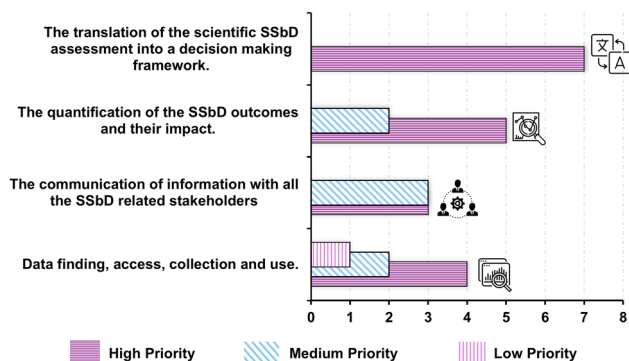 The translation of the scientific SSbD
assessment into a decision making
framework.
文
A
The quantification of the SSbD outcomes
and their impact.
The communication of information with all
the SSbD related stakeholders
Data finding, access, collection and use.
0 1 2 3 4 5 6 7 8
High Priority Medium Priority Low Priority